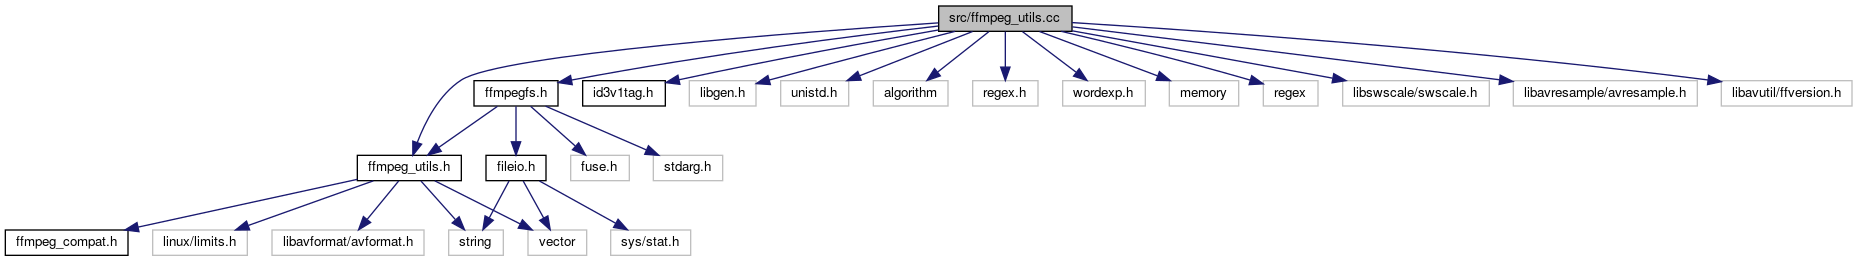 src/ffmpeg_utils.cc
ffmpegfs.h
id3v1tag.h
libgen.h
unistd.h
algorithm
regex.h
wordexp.h
memory
regex
libswscale/swscale.h
libavresample/avresample.h
libavutil/ffversion.h
ffmpeg_utils.h
fileio.h
fuse.h
stdarg.h
ffmpeg_compat.h
linux/limits.h
libavformat/avformat.h
string
vector
sys/stat.h